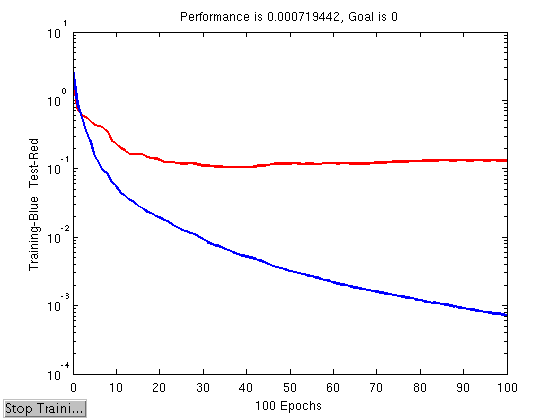 Performance is 0.000719442, Goal is 0
10^1
10^0
10^-1
10^-2
10^-3
10^-4
Training-Blue Test-Red
0 10 20 30 40 50 60 70 80 90 100
100 Epochs
Stop Traini...